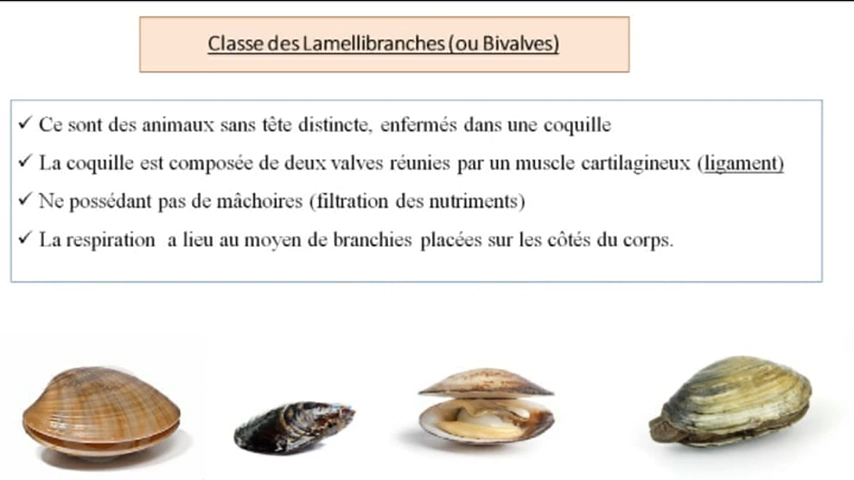 Classe des Lamellibranches (ou Bivalves)
✓ Ce sont des animaux sans tête distincte, enfermés dans une coquille
✓ La coquille est composée de deux valves réunies par un muscle cartilagineux (ligament)
✓ Ne possédant pas de mâchoires (filtration des nutriments)
✓ La respiration a lieu au moyen de branchies placées sur les côtés du corps.